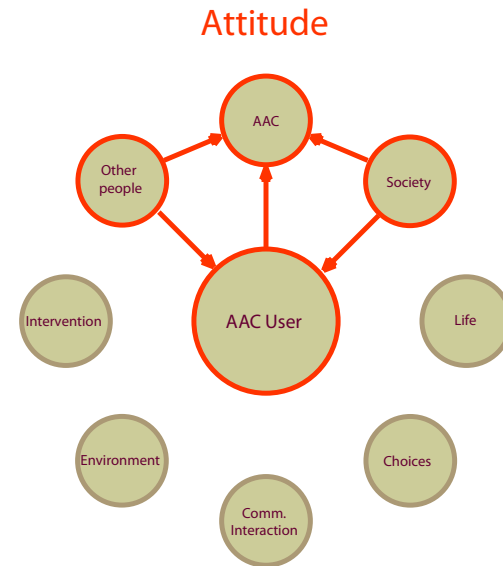 Attitude
AAC
Other
people
Society
AAC User
Intervention
Life
Environment
Choices
Comm.
Interaction